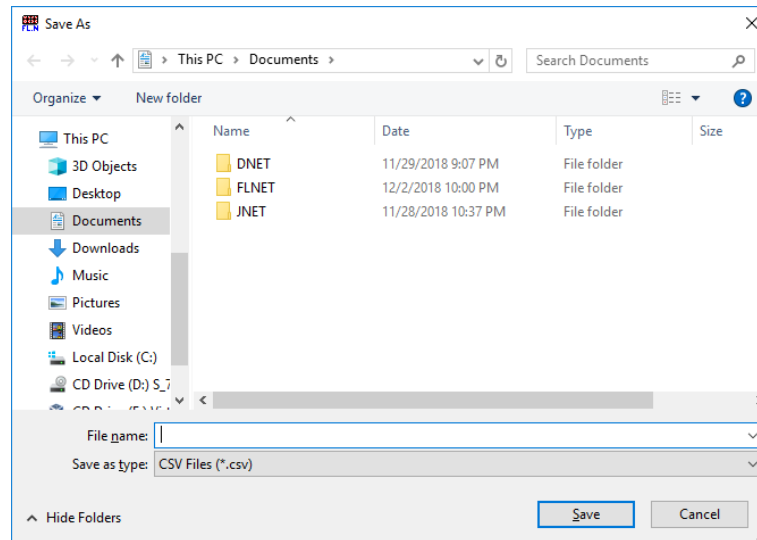 FL.N Save As
This PC > Documents > Search Documents
Organize New folder
Name Date Type Size
This PC
3D Objects
Desktop
Documents
Downloads
Music
Pictures
Videos
Local Disk (C:)
CD Drive (D:) S_7
DNET 11/29/2018 9:07 PM File folder
FLNET 12/2/2018 10:00 PM File folder
JNET 11/28/2018 10:37 PM File folder
File name:
Save as type: CSV Files (*.csv)
Hide Folders Save Cancel